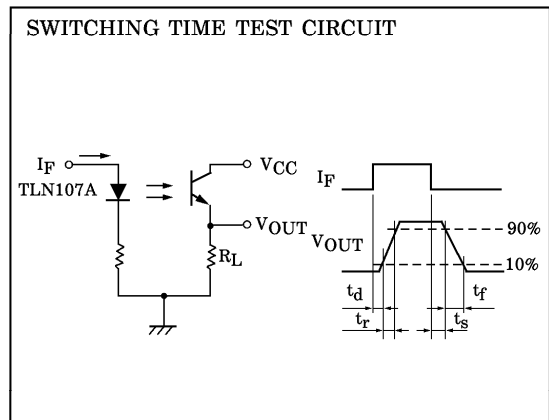 SWITCHING TIME TEST CIRCUIT
IF
TLN107A
VCC
VOUT
RL
IF
VOUT
90%
10%
td
tf
tr
ts